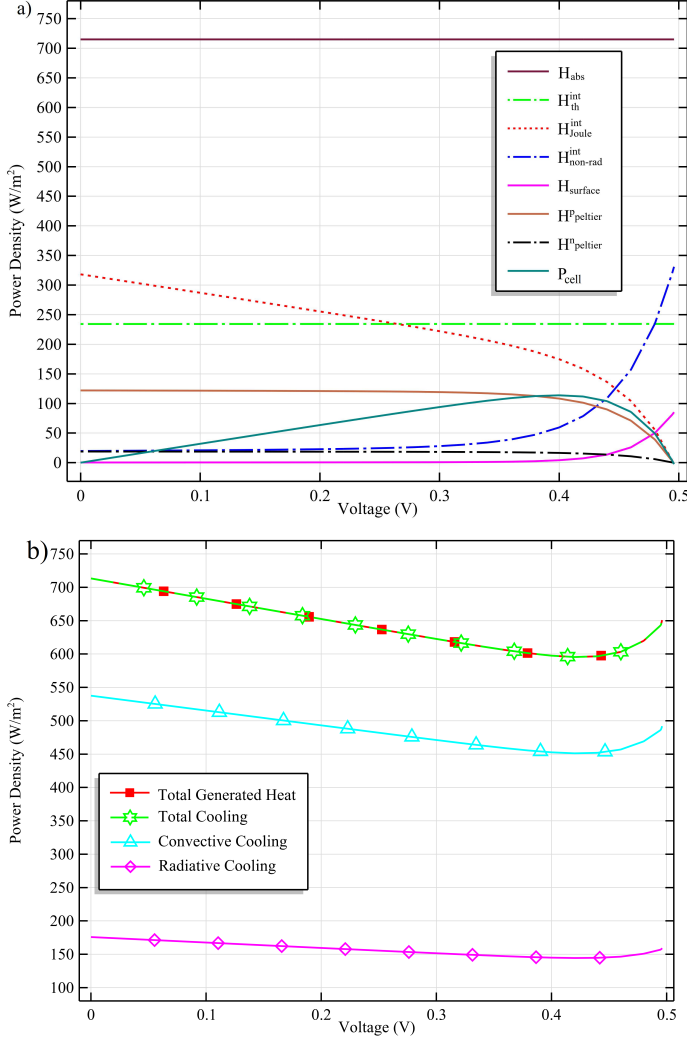 a)
750
700
650
600
550
500
450
400
350
300
250
200
150
100
50
0
Power Density (W/m²)
H_abs
H_th^int
H_Joule^int
H_non-rad^int
H_surface
H^p_peltier
H^n_peltier
P_cell
0 0.1 0.2 0.3 0.4 0.5
Voltage (V)
b)
750
700
650
600
550
500
450
400
350
300
250
200
150
100
Power Density (W/m²)
Total Generated Heat
Total Cooling
Convective Cooling
Radiative Cooling
0 0.1 0.2 0.3 0.4 0.5
Voltage (V)